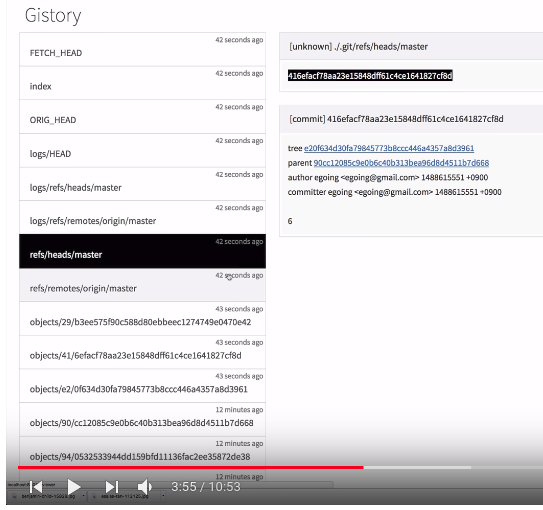 Gistory
42 seconds ago
FETCH_HEAD
42 seconds ago
index
42 seconds ago
ORIG_HEAD
42 seconds ago
logs/HEAD
42 seconds ago
logs/refs/heads/master
42 seconds ago
logs/refs/remotes/origin/master
42 seconds ago
refs/heads/master
42 seconds ago
refs/remotes/origin/master
43 seconds ago
objects/29/b3ee575f90c588d80ebbeec1274749e0470e42
43 seconds ago
objects/41/6efacf78aa23e15848dff61c4ce1641827cf8d
43 seconds ago
objects/e2/0f634d30fa79845773b8ccc446a4357a8d3961
12 minutes ago
objects/90/cc12085c9e0b6c40b313bea96d8d4511b7d668
12 minutes ago
objects/94/0532533944dd159bfd11136fac2ee35872de38
12 minutes ago
[unknown] ./.git/refs/heads/master
416efacf78aa23e15848dff61c4ce1641827cf8d
[commit] 416efacf78aa23e15848dff61c4ce1641827cf8d
tree e20f634d30fa79845773b8ccc446a4357a8d3961
parent 90cc12085c9e0b6c40b313bea96d8d4511b7d668
author egoing <egoing@gmail.com> 1488615551 +0900
committer egoing <egoing@gmail.com> 1488615551 +0900
6
3:55 / 10:53